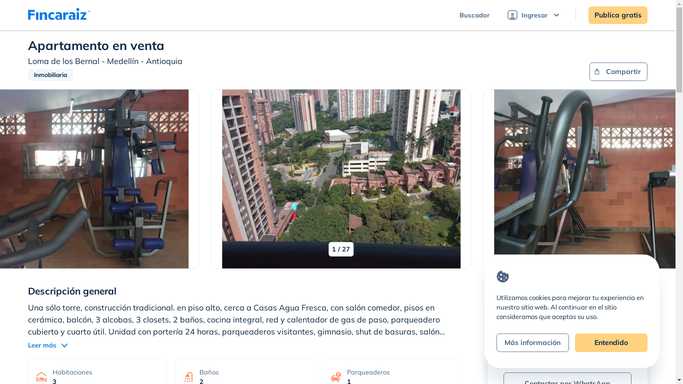 Fincaraiz
Buscador
Ingresar
Publica gratis
Apartamento en venta
Loma de los Bernal - Medellín - Antioquia
Inmobiliaria
Compartir
1 / 27
Descripción general
Una sólo torre, construcción tradicional. en piso alto, cerca a Casas Agua Fresca, con salón comedor, pisos en
cerámica, balcón, 3 alcobas, 3 closets, 2 baños, cocina integral, red y calentador de gas de paso, parqueadero
cubierto y cuarto útil. Unidad con portería 24 horas, parqueaderos visitantes, gimnasio, shut de basuras, salón...
Leer más
Habitaciones
3
Baños
2
Parqueaderos
1
Utilizamos cookies para mejorar tu experiencia en
nuestro sitio web. Al continuar en el sitio
consideramos que aceptas su uso.
Más información
Entendido
Contactar por WhatsApp